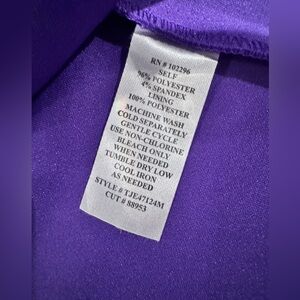 RN # 102296
SELF
96% POLYESTER
4% SPANDEX
LINING
100% POLYESTER
MACHINE WASH
COLD SEPARATELY
GENTLE CYCLE
USE NON-CHLORINE
BLEACH ONLY
WHEN NEEDED
TUMBLE DRY LOW
COOL IRON
AS NEEDED
STYLE # TJE47124M
CUT # 88953